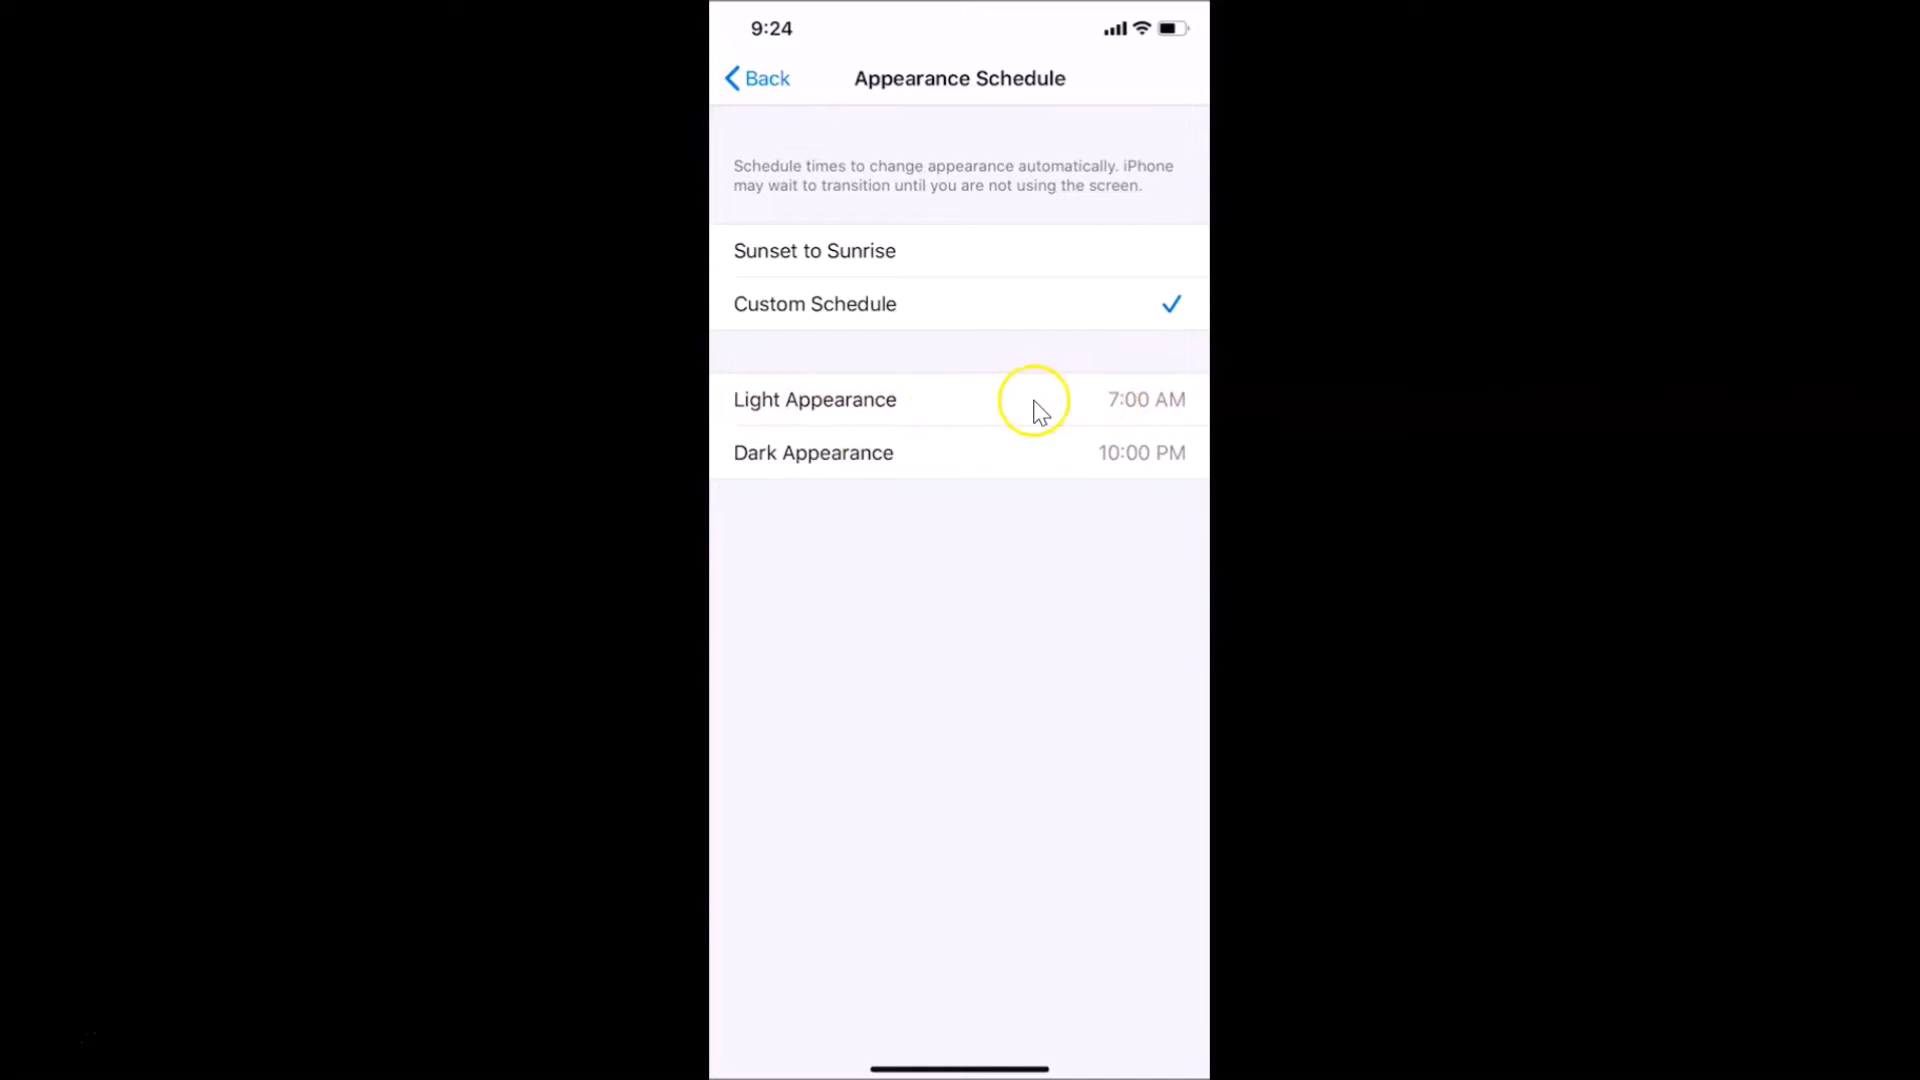 9:24
Back
Appearance Schedule
Schedule times to change appearance automatically. iPhone
may wait to transition until you are not using the screen.
Sunset to Sunrise
Custom Schedule
Light Appearance 7:00 AM
Dark Appearance 10:00 PM